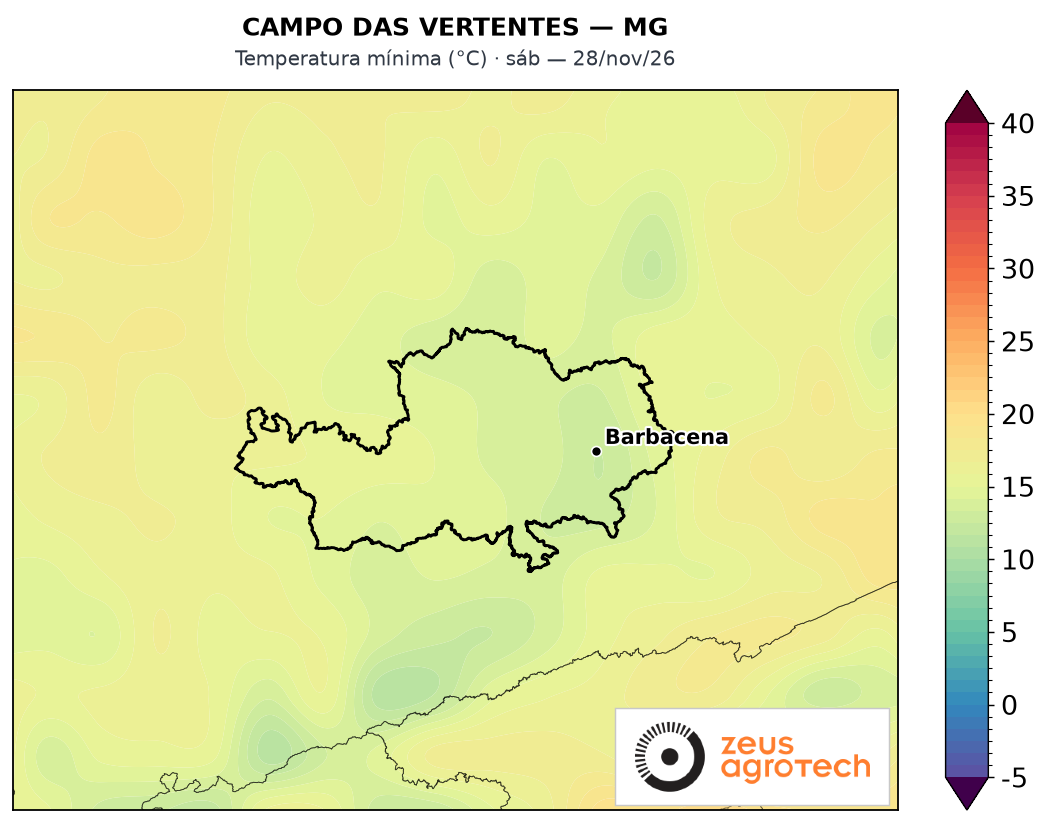 CAMPO DAS VERTENTES — MG
Temperatura mínima (°C) · sáb — 28/nov/26
40
35
30
25
20
15
10
5
0
-5
Barbacena
zeus
agrotech